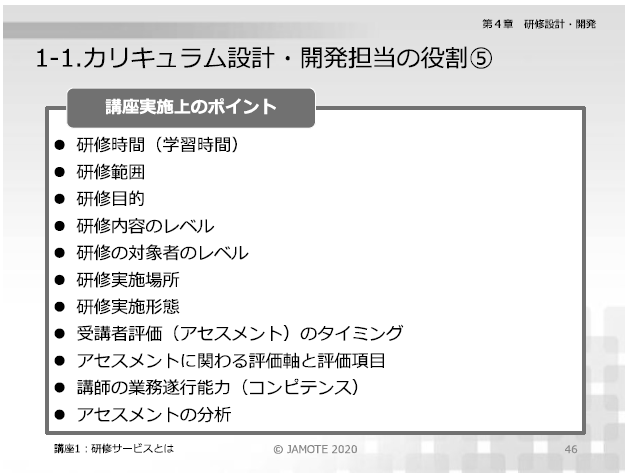 第４章　研修設計・開発
1-1.カリキュラム設計・開発担当の役割⑤
講座実施上のポイント
● 研修時間（学習時間）
● 研修範囲
● 研修目的
● 研修内容のレベル
● 研修の対象者のレベル
● 研修実施場所
● 研修実施形態
● 受講者評価（アセスメント）のタイミング
● アセスメントに関わる評価軸と評価項目
● 講師の業務遂行能力（コンピテンス）
● アセスメントの分析
講座1：研修サービスとは
© JAMOTE 2020
46